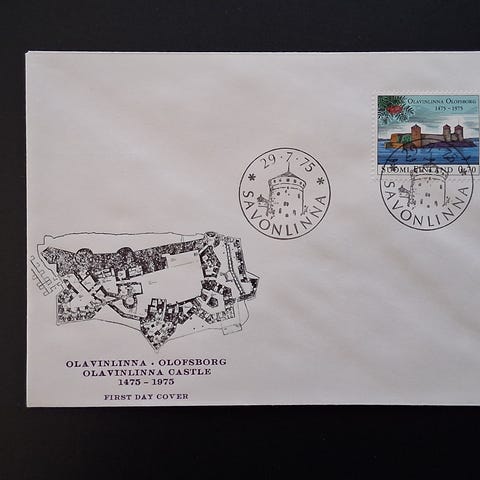 OLAVINLINNA OLOFSBORG
1475 - 1975
SUOMI FINLAND 0,70
* 29.7.75 *
SAVONLINNA
SAVONLINNA
OLAVINLINNA • OLOFSBORG
OLAVINLINNA CASTLE
1475 - 1975
FIRST DAY COVER